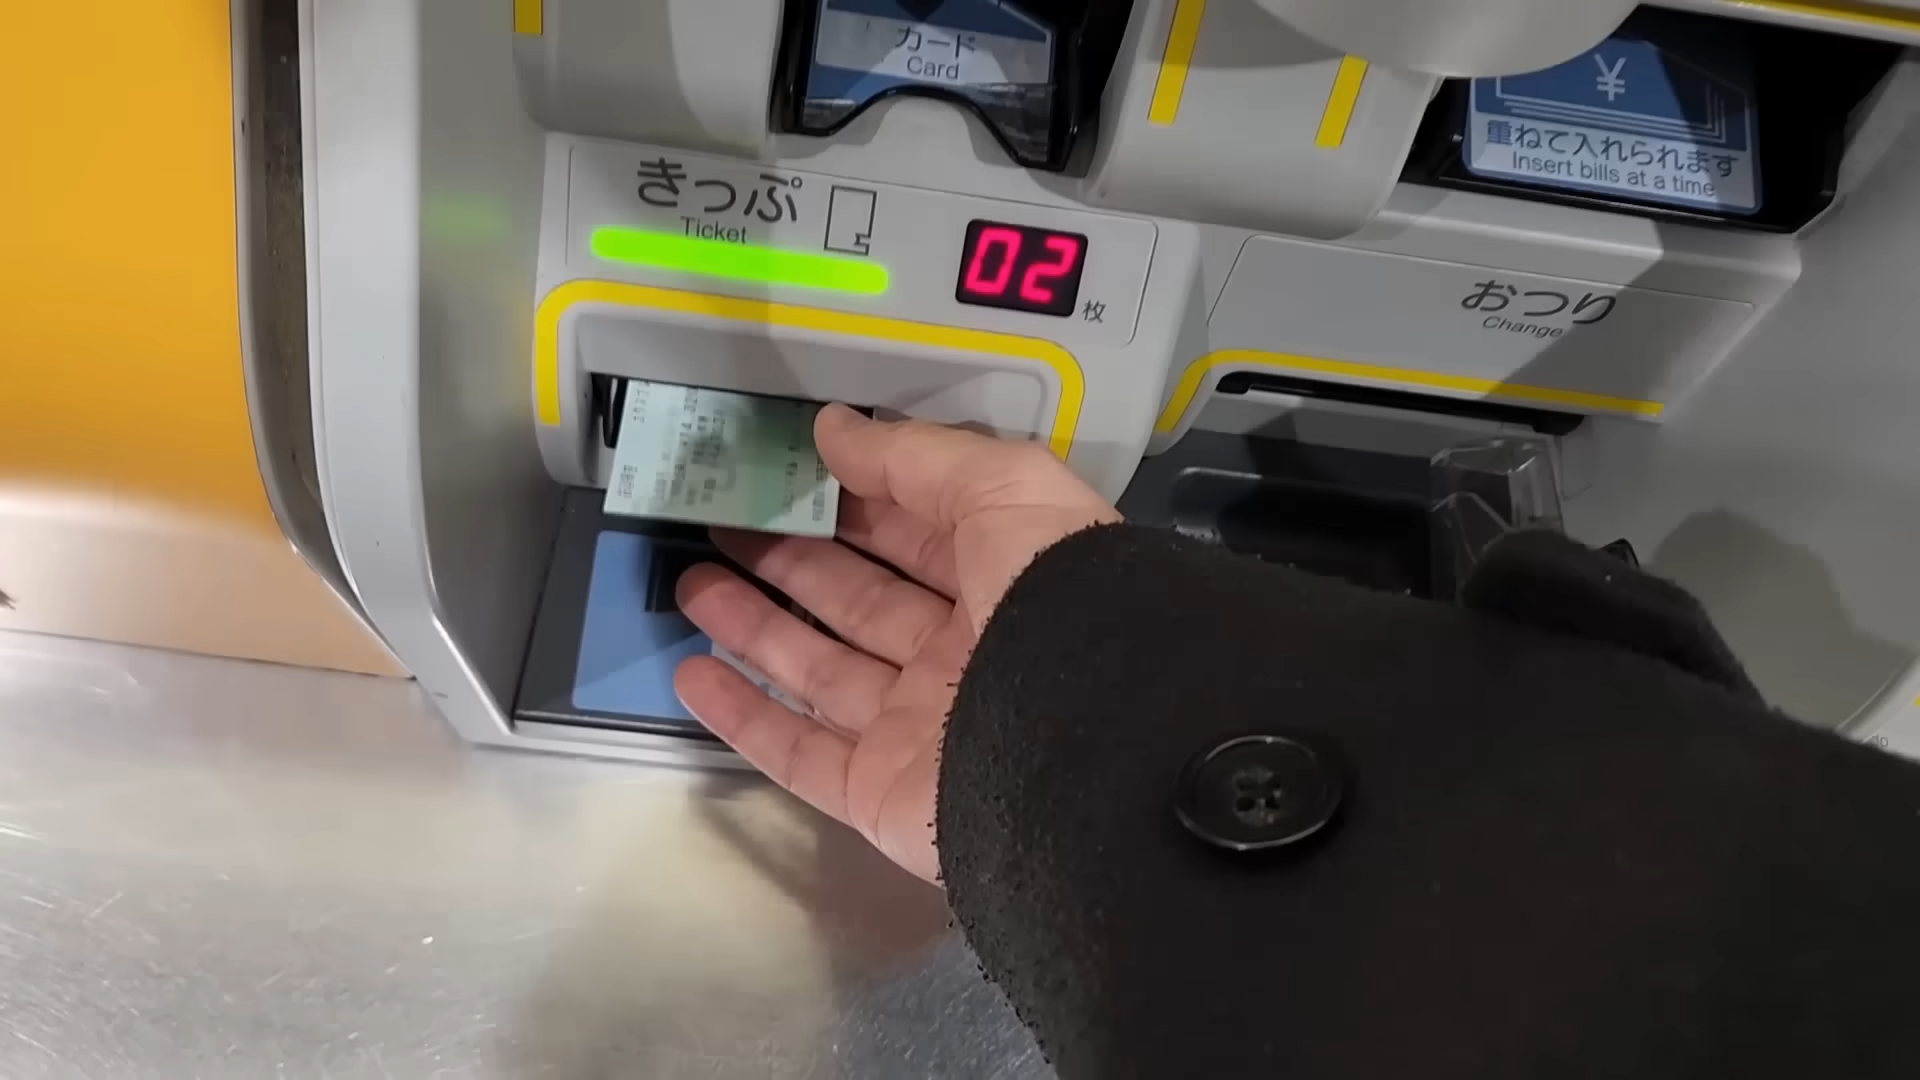 カード
Card
¥
重ねて入れられます
Insert bills at a time
きっぷ
Ticket
02
枚
おつり
Change